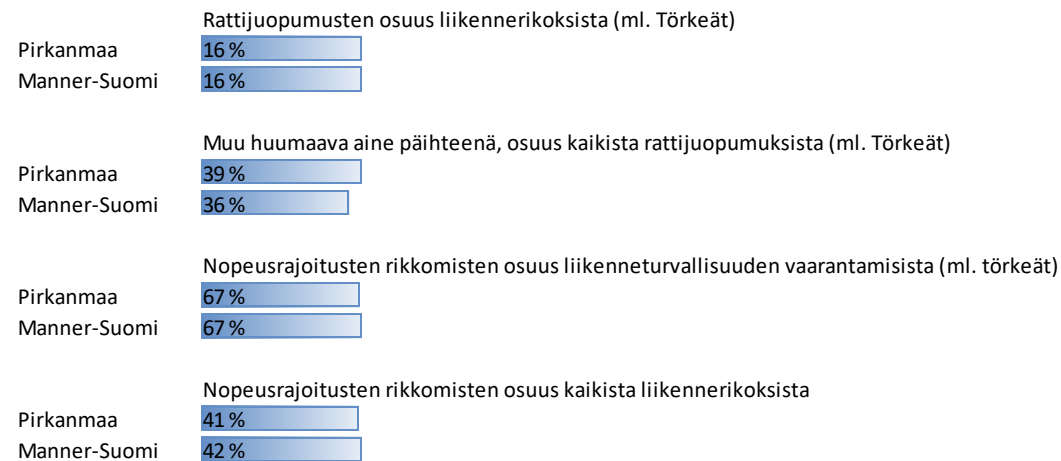 Rattijuopumusten osuus liikennerikoksista (ml. Törkeät)
Pirkanmaa 16 %
Manner-Suomi 16 %
Muu huumaava aine päihteenä, osuus kaikista rattijuopumuksista (ml. Törkeät)
Pirkanmaa 39 %
Manner-Suomi 36 %
Nopeusrajoitusten rikkomisten osuus liikenneturvallisuuden vaarantamisista (ml. törkeät)
Pirkanmaa 67 %
Manner-Suomi 67 %
Nopeusrajoitusten rikkomisten osuus kaikista liikennerikoksista
Pirkanmaa 41 %
Manner-Suomi 42 %